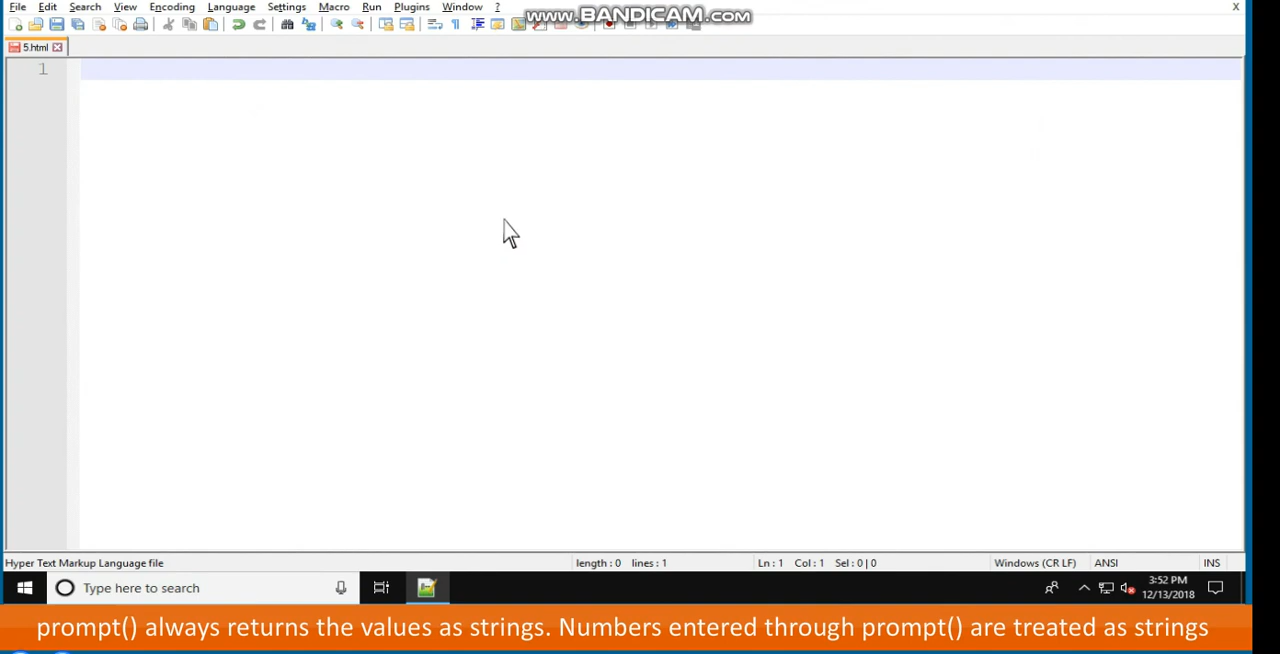 www.BANDICAM.com
File Edit Search View Encoding Language Settings Macro Run Plugins Window ? X
5.html
1
Hyper Text Markup Language file length : 0 lines : 1 Ln : 1 Col : 1 Sel : 0 | 0 Windows (CR LF) ANSI INS
Type here to search 3:52 PM
12/13/2018
prompt() always returns the values as strings. Numbers entered through prompt() are treated as strings